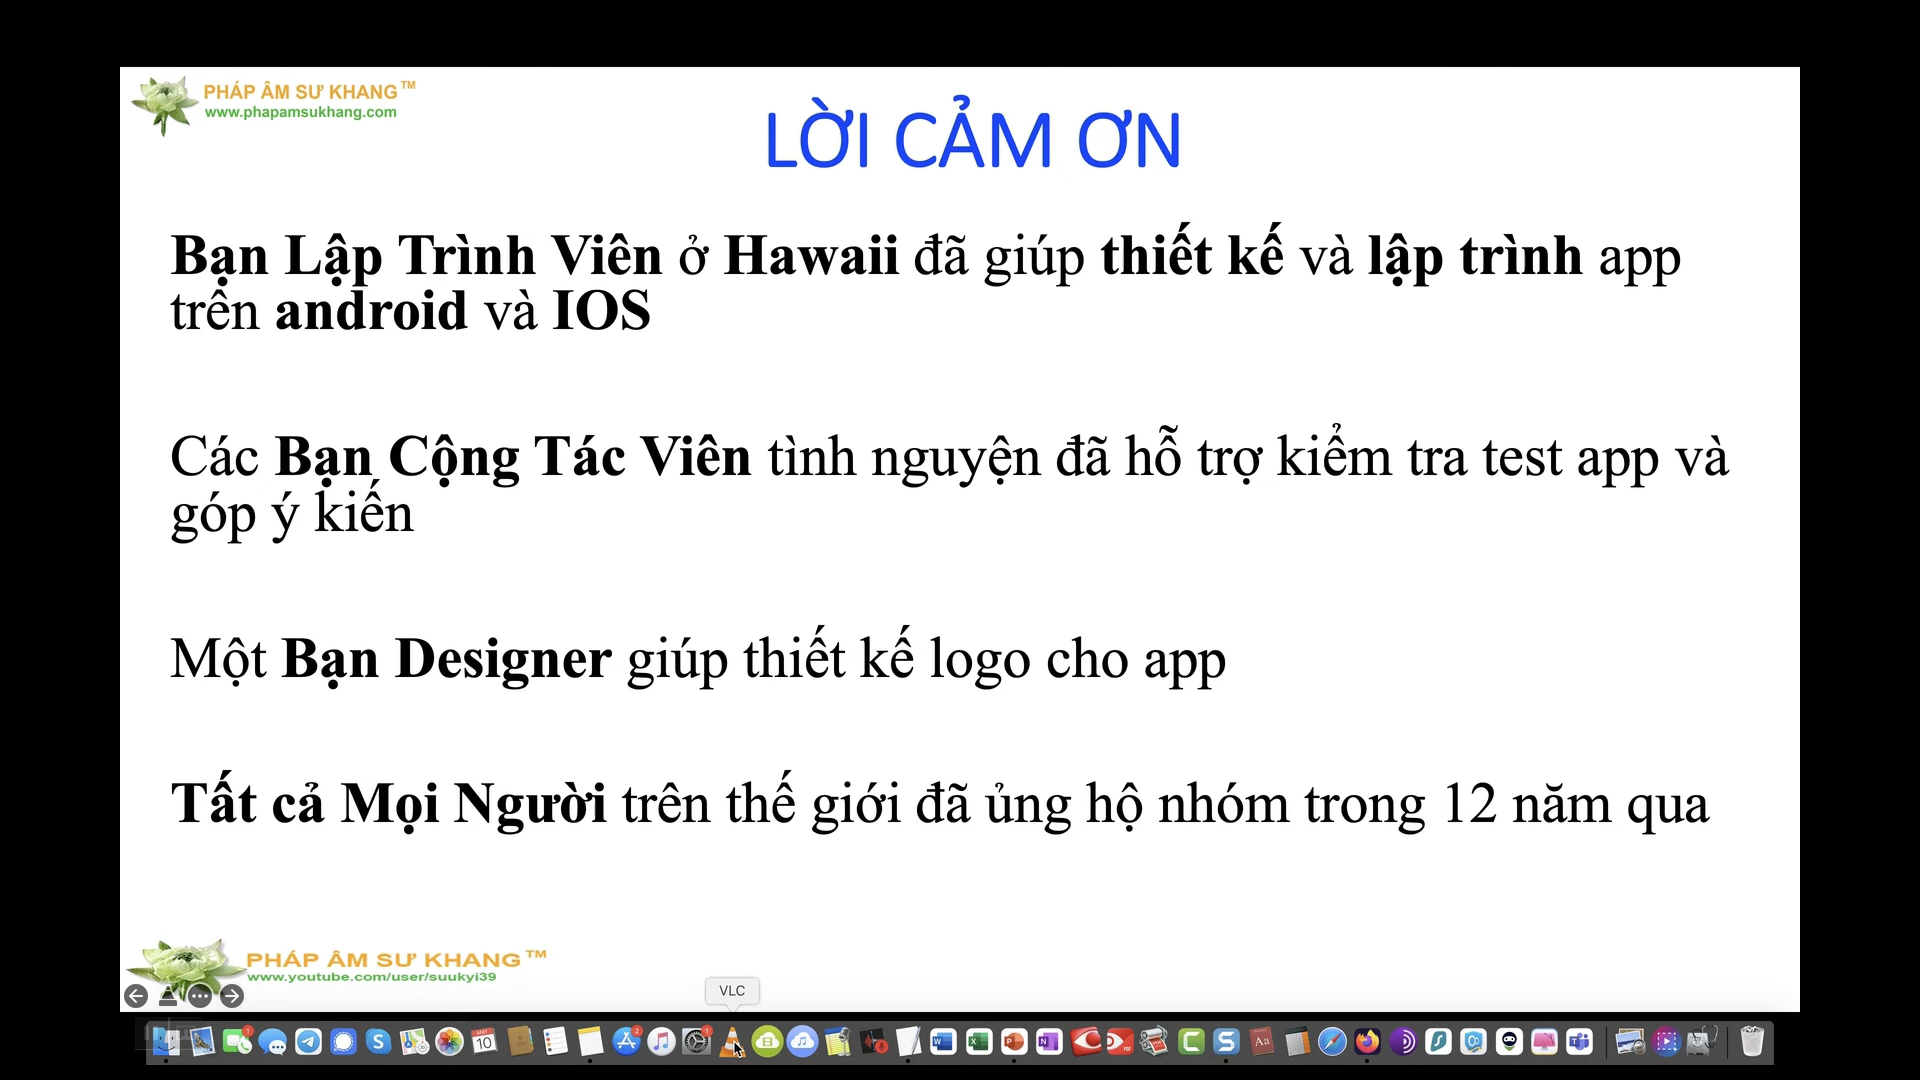 PHÁP ÂM SƯ KHANG™
www.phapamsukhang.com
LỜI CẢM ƠN
Bạn Lập Trình Viên ở Hawaii đã giúp thiết kế và lập trình app
trên android và IOS
Các Bạn Cộng Tác Viên tình nguyện đã hỗ trợ kiểm tra test app và
góp ý kiến
Một Bạn Designer giúp thiết kế logo cho app
Tất cả Mọi Người trên thế giới đã ủng hộ nhóm trong 12 năm qua
PHÁP ÂM SƯ KHANG™
www.youtube.com/user/suukyi39
VLC
MAY
10